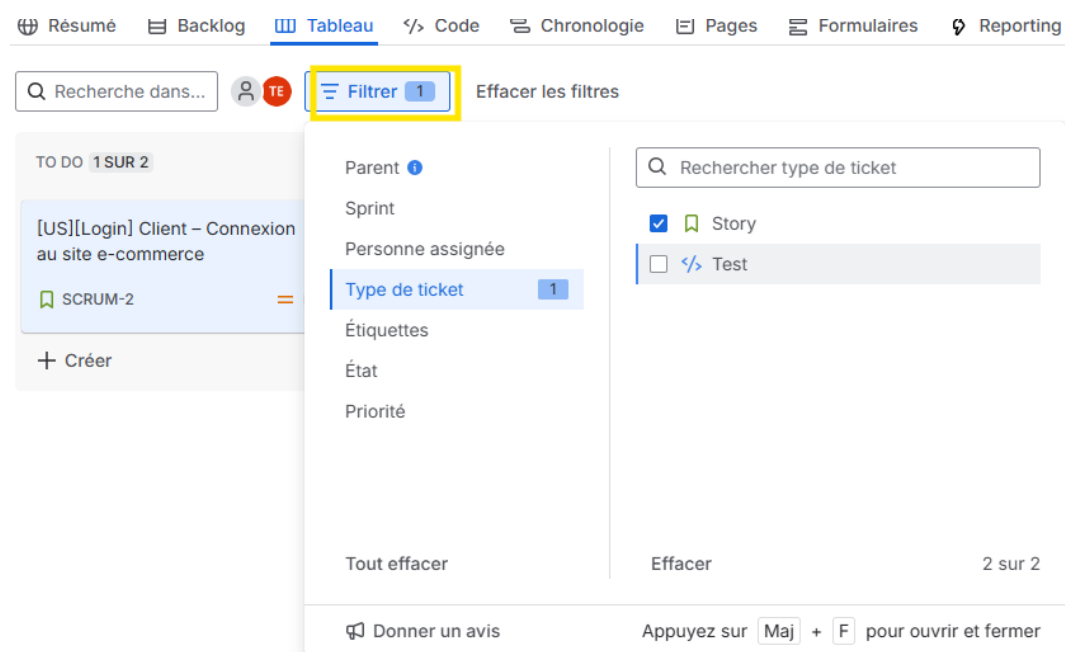 Résumé Backlog Tableau Code Chronologie Pages Formulaires Reporting
Recherche dans... TE Filtrer 1 Effacer les filtres
TO DO 1 SUR 2
[US][Login] Client – Connexion
au site e-commerce
SCRUM-2
Créer
Parent
Sprint
Personne assignée
Type de ticket 1
Étiquettes
État
Priorité
Tout effacer
Rechercher type de ticket
Story
Test
Effacer 2 sur 2
Donner un avis
Appuyez sur Maj + F pour ouvrir et fermer